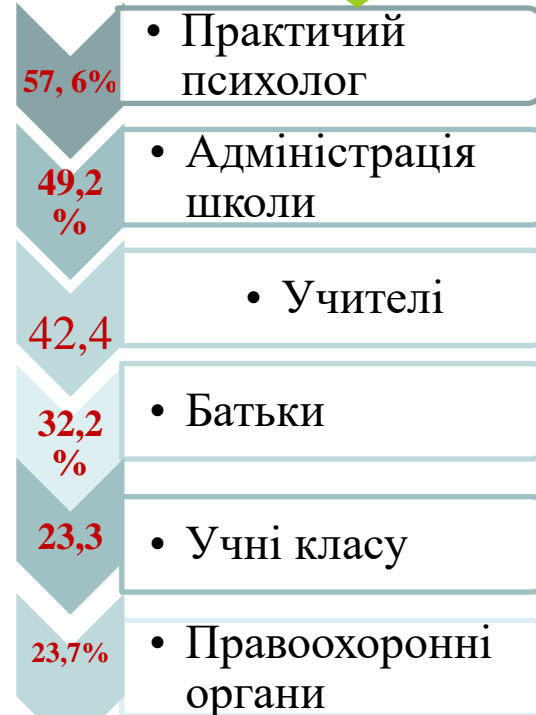 57, 6%
• Практичий
психолог
49,2
%
• Адміністрація
школи
42,4
• Учителі
32,2
%
• Батьки
23,3
• Учні класу
23,7%
• Правоохоронні
органи